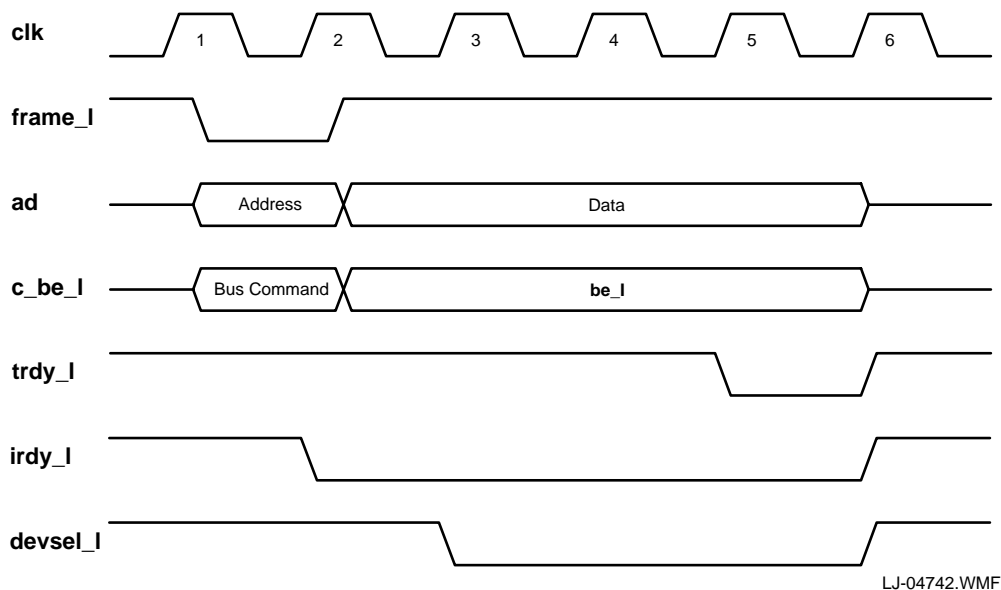 clk
1 2 3 4 5 6
frame_l
ad
Address Data
c_be_l
Bus Command be_l
trdy_l
irdy_l
devsel_l
LJ-04742.WMF